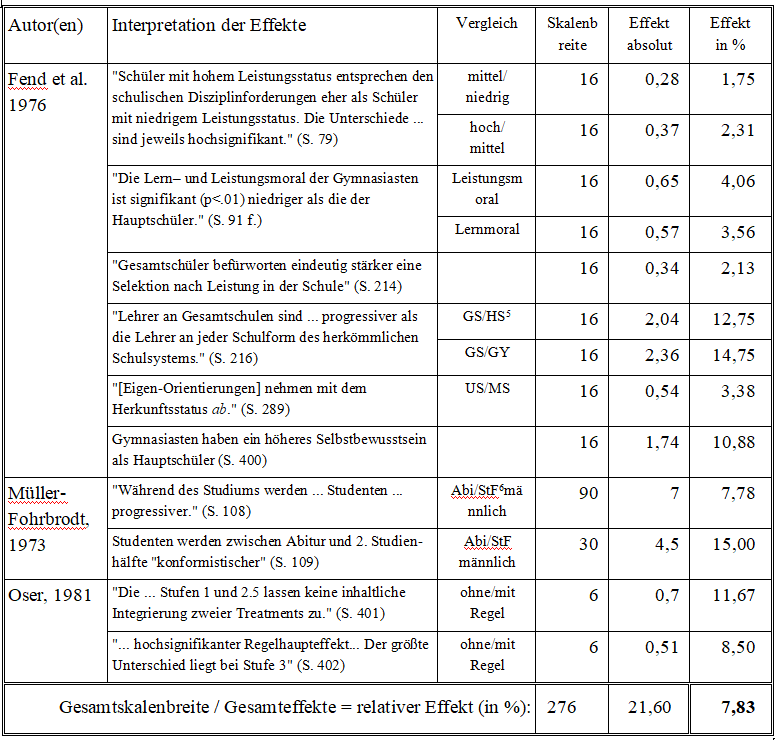 Autor(en) Interpretation der Effekte Vergleich Skalenb Effekt Effekt
reite absolut in %
Fend et al. "Schüler mit hohem Leistungsstatus entsprechen den mittel/ 16 0,28 1,75
1976 schulischen Disziplinforderungen eher als Schüler niedrig
mit niedrigem Leistungsstatus. Die Unterschiede ... hoch/ 16 0,37 2,31
sind jeweils hochsignifikant." (S. 79) mittel
"Die Lern– und Leistungsmoral der Gymnasiasten Leistungsm 16 0,65 4,06
ist signifikant (p<.01) niedriger als die der oral
Hauptschüler." (S. 91 f.) Lernmoral 16 0,57 3,56
"Gesamtschüler befürworten eindeutig stärker eine 16 0,34 2,13
Selektion nach Leistung in der Schule" (S. 214)
"Lehrer an Gesamtschulen sind ... progressiver als GS/HS⁵ 16 2,04 12,75
die Lehrer an jeder Schulform des herkömmlichen
Schulsystems." (S. 216) GS/GY 16 2,36 14,75
"[Eigen-Orientierungen] nehmen mit dem US/MS 16 0,54 3,38
Herkunftsstatus ab." (S. 289)
Gymnasiasten haben ein höheres Selbstbewusstsein 16 1,74 10,88
als Hauptschüler (S. 400)
Müller- "Während des Studiums werden ... Studenten ... Abi/StF⁶mä 90 7 7,78
Fohrbrodt, progressiver." (S. 108) nnlich
1973 Studenten werden zwischen Abitur und 2. Studien- Abi/StF 30 4,5 15,00
hälfte "konformistischer" (S. 109) männlich
Oser, 1981 "Die ... Stufen 1 und 2.5 lassen keine inhaltliche ohne/mit 6 0,7 11,67
Integrierung zweier Treatments zu." (S. 401) Regel
"... hochsignifikanter Regelhaupteffekt... Der größte ohne/mit 6 0,51 8,50
Unterschied liegt bei Stufe 3" (S. 402) Regel
Gesamtskalenbreite / Gesamteffekte = relativer Effekt (in %): 276 21,60 7,83